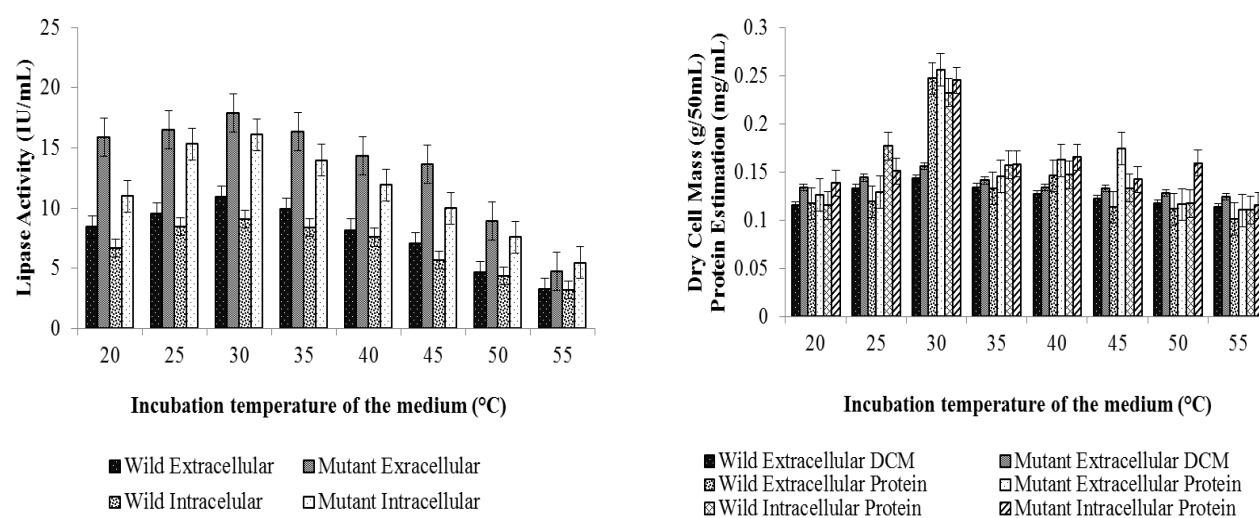 Lipase Activity (IU/mL)
25
20
15
10
5
0
20 25 30 35 40 45 50 55
Incubation temperature of the medium (°C)
Wild Extracellular Mutant Exracellular
Wild Intracelular Mutant Intracellular
Dry Cell Mass (g/50mL)
Protein Estimation (mg/mL)
0.3
0.25
0.2
0.15
0.1
0.05
0
20 25 30 35 40 45 50 55
Incubation temperature of the medium (°C)
Wild Extracellular DCM Mutant Extracellular DCM
Wild Extracellular Protein Mutant Extracellular Protein
Wild Intracellular Protein Mutant Intracellular Protein